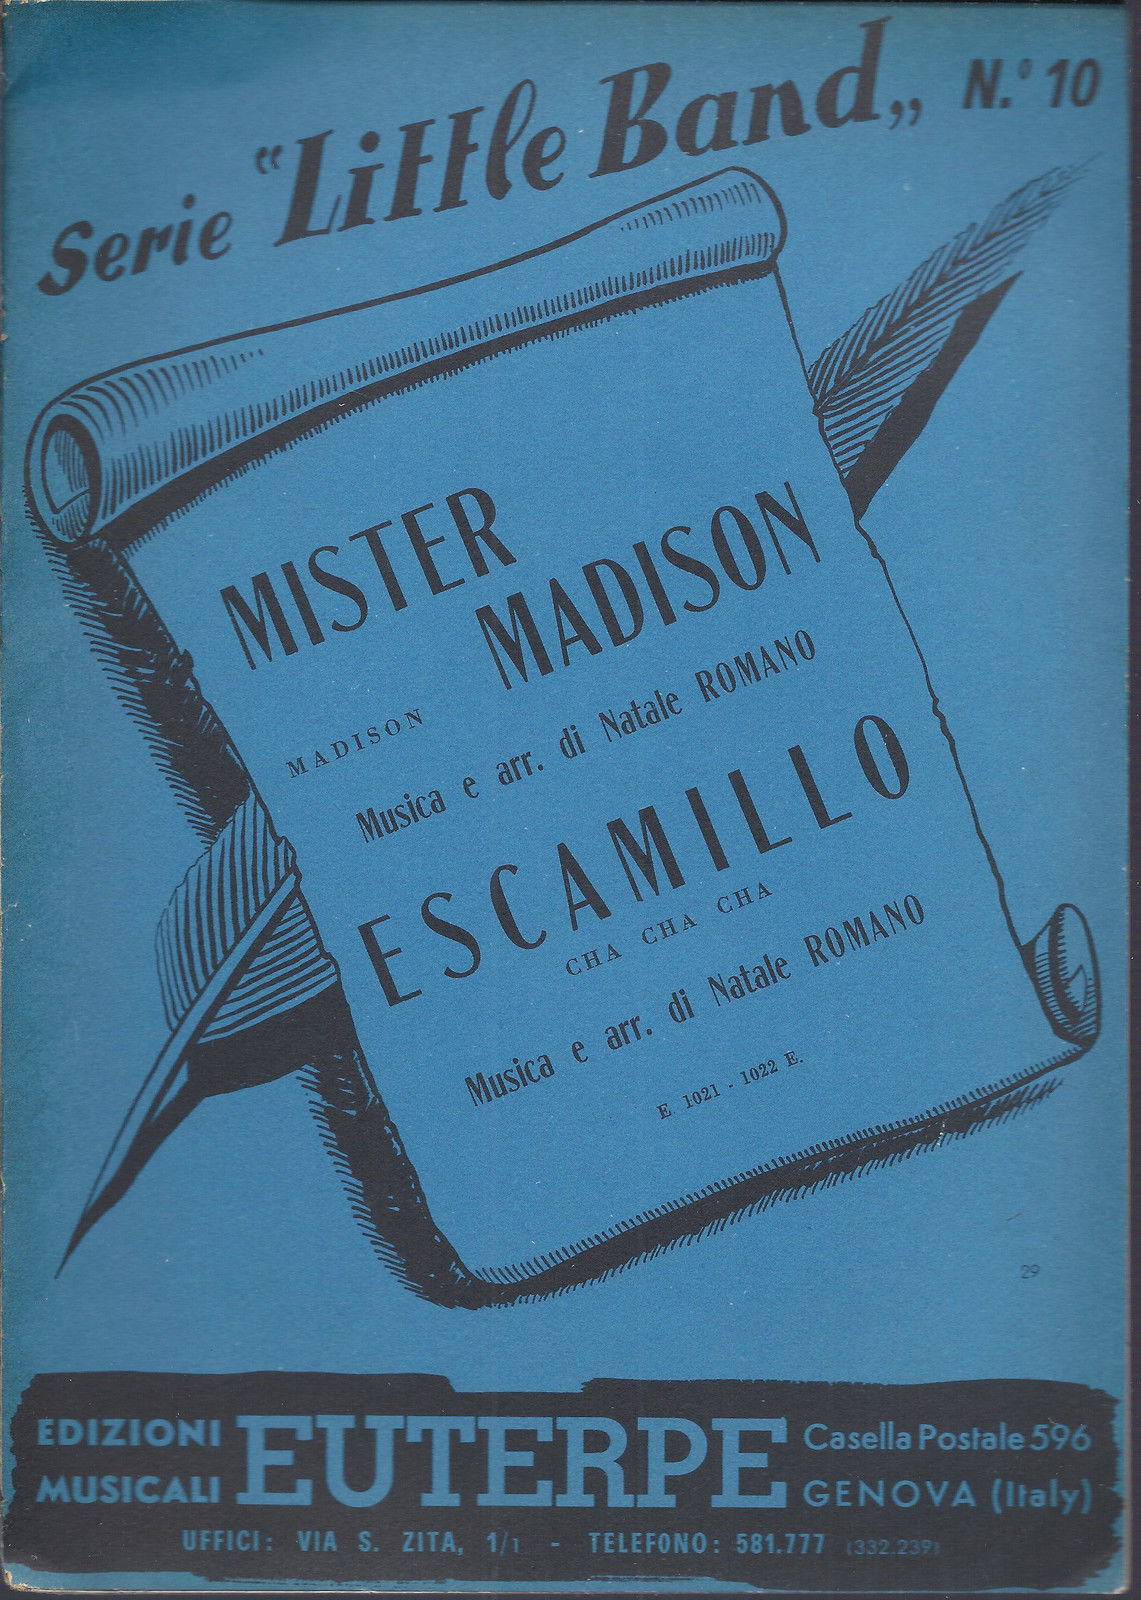 Serie "Little Band„ N.° 10
MISTER
MADISON
MADISON
Musica e arr. di Natale ROMANO
ESCAMILLO
CHA CHA CHA
Musica e arr. di Natale ROMANO
E 1021 - 1022 E.
29
EDIZIONI MUSICALI
EUTERPE
Casella Postale 596
GENOVA (Italy)
UFFICI: VIA S. ZITA, 1/1 - TELEFONO: 581.777 (332.239)